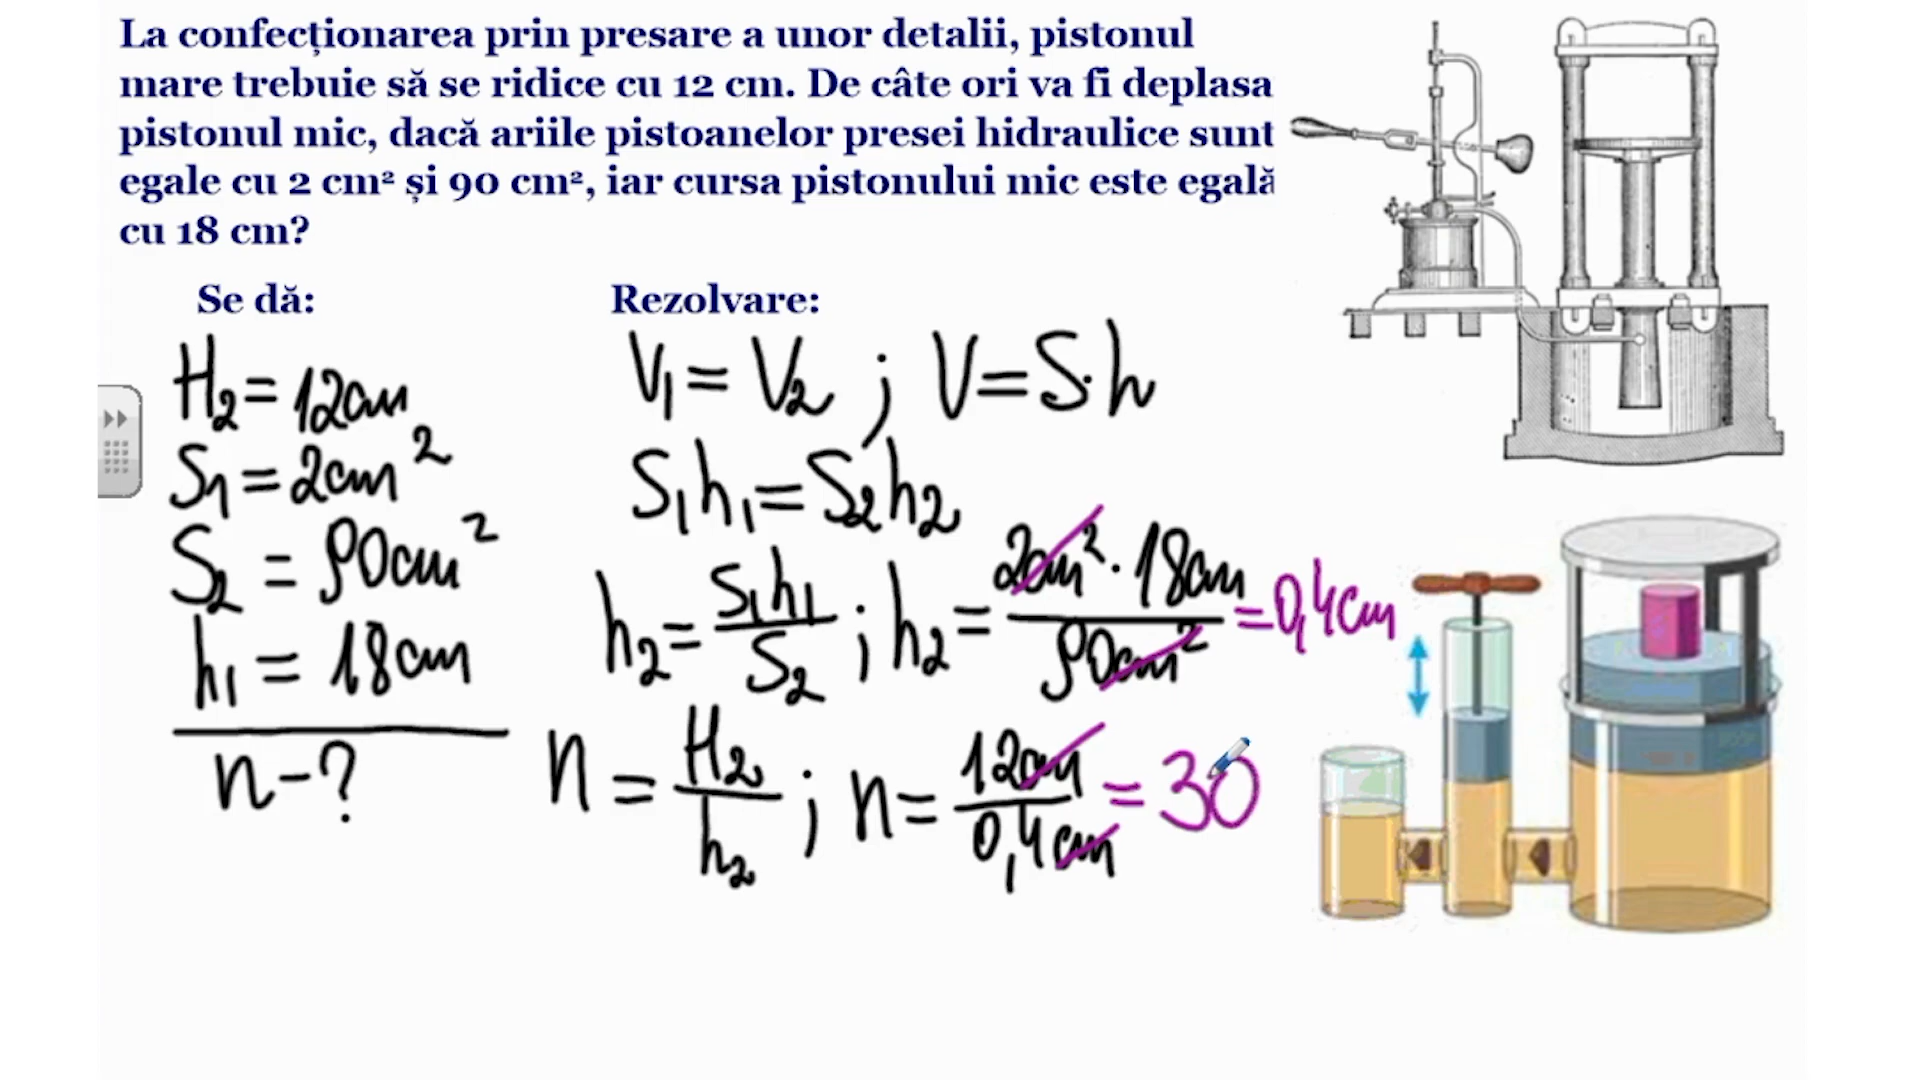 La confecționarea prin presare a unor detalii, pistonul
mare trebuie să se ridice cu 12 cm. De câte ori va fi deplasa
pistonul mic, dacă ariile pistoanelor presei hidraulice sunt
egale cu 2 cm² și 90 cm², iar cursa pistonului mic este egală
cu 18 cm?
Se dă:
H₂ = 12cm
S₁ = 2cm²
S₂ = 90cm²
h₁ = 18cm
n - ?
Rezolvare:
V₁ = V₂ ; V = S·h
S₁h₁ = S₂h₂
h₂ = S₁h₁/S₂ ; h₂ = 2cm² · 18cm/90cm² = 0,4cm
n = H₂/h₂ ; n = 12cm/0,4cm = 30